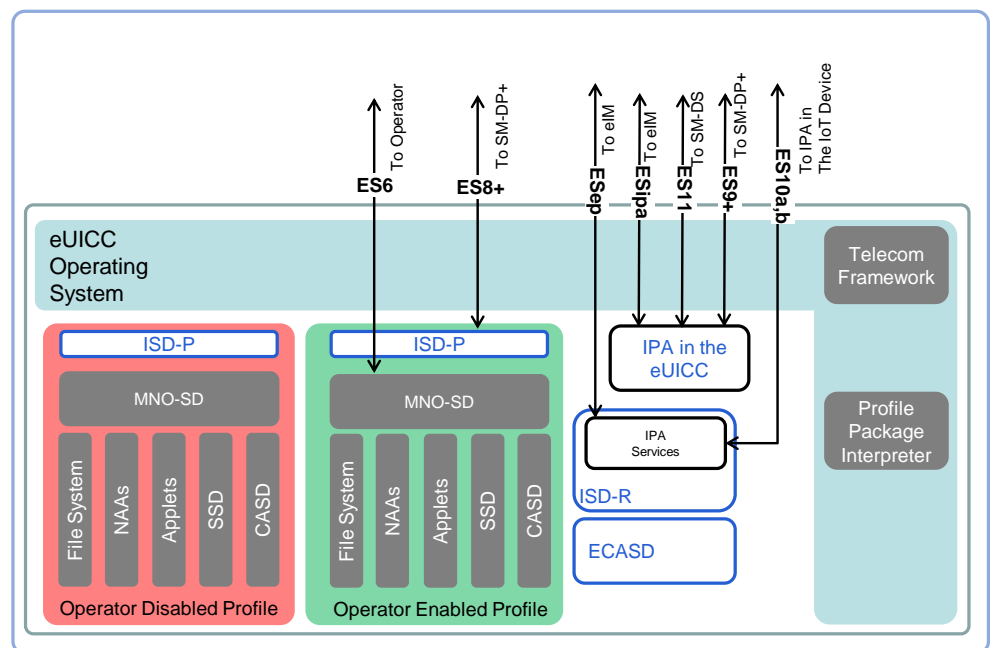 To Operator
ES6
To SM-DP+
ES8+
To eIM
ESep
To eIM
ESipa
To SM-DS
ES11
To SM-DP+
ES9+
To IPA in
The IoT Device
ES10a,b
eUICC
Operating
System
Telecom
Framework
ISD-P
MNO-SD
File System
NAAs
Applets
SSD
CASD
Operator Disabled Profile
ISD-P
MNO-SD
File System
NAAs
Applets
SSD
CASD
Operator Enabled Profile
IPA in the
eUICC
IPA
Services
ISD-R
ECASD
Profile
Package
Interpreter